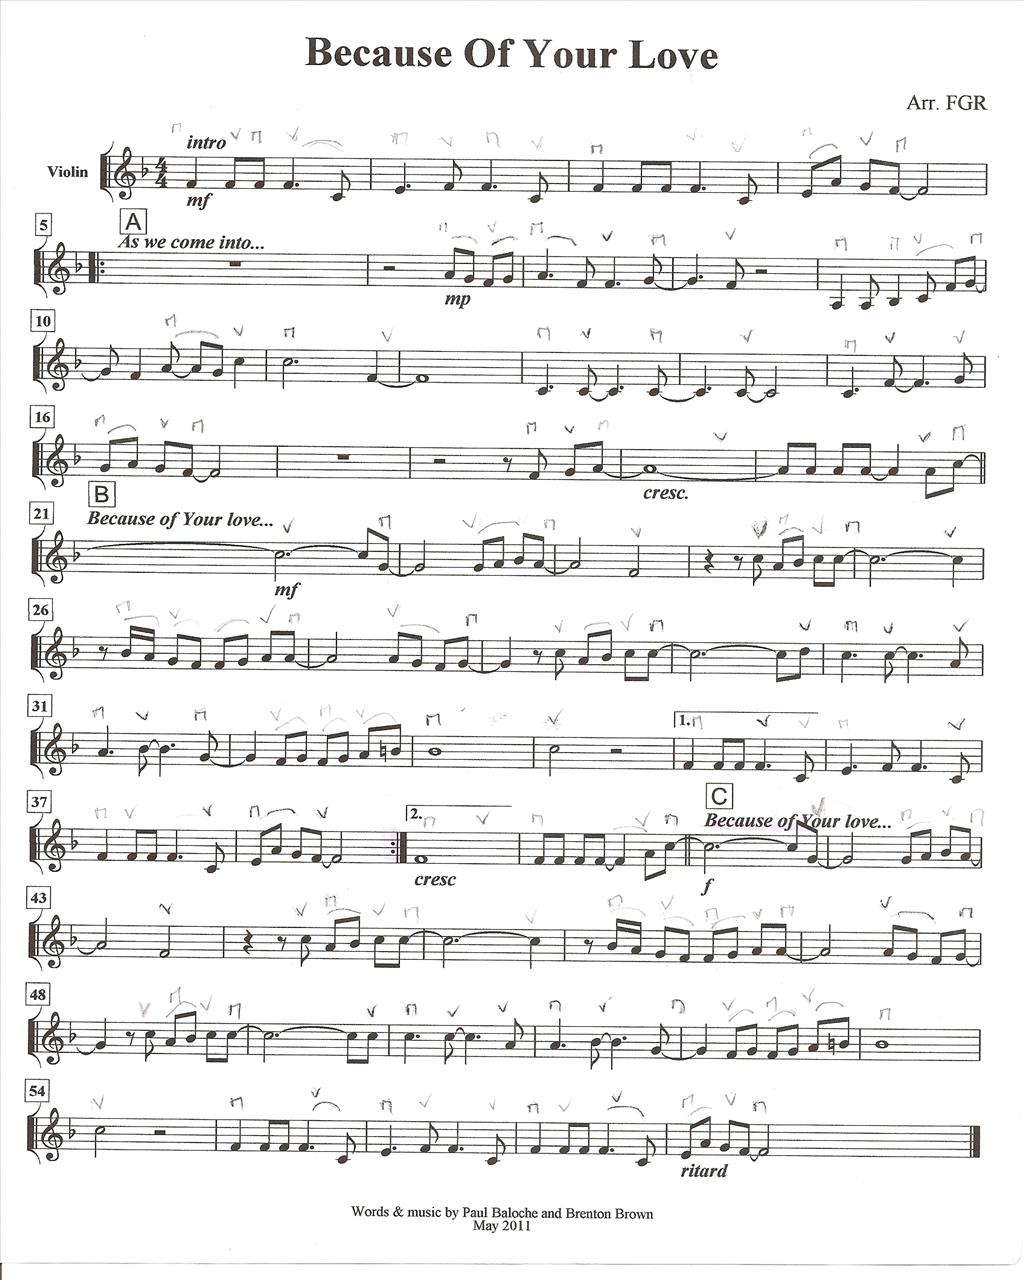 Because Of Your Love
Arr. FGR
intro
Violin
4
4
mf
5
A
As we come into...
mp
10
16
cresc.
B
21
Because of Your love...
mf
26
31
1.
37
2.
C
Because of Your love...
cresc
f
43
48
54
ritard
Words & music by Paul Baloche and Brenton Brown
May 2011